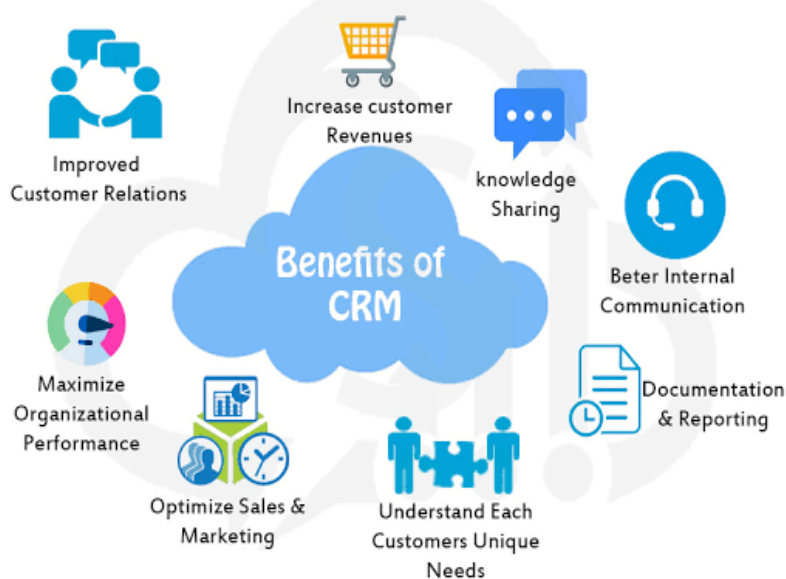 Increase customer
Revenues
Improved
Customer Relations
knowledge
Sharing
Benefits of
CRM
Beter Internal
Communication
Maximize
Organizational
Performance
Documentation
& Reporting
Optimize Sales &
Marketing
Understand Each
Customers Unique
Needs